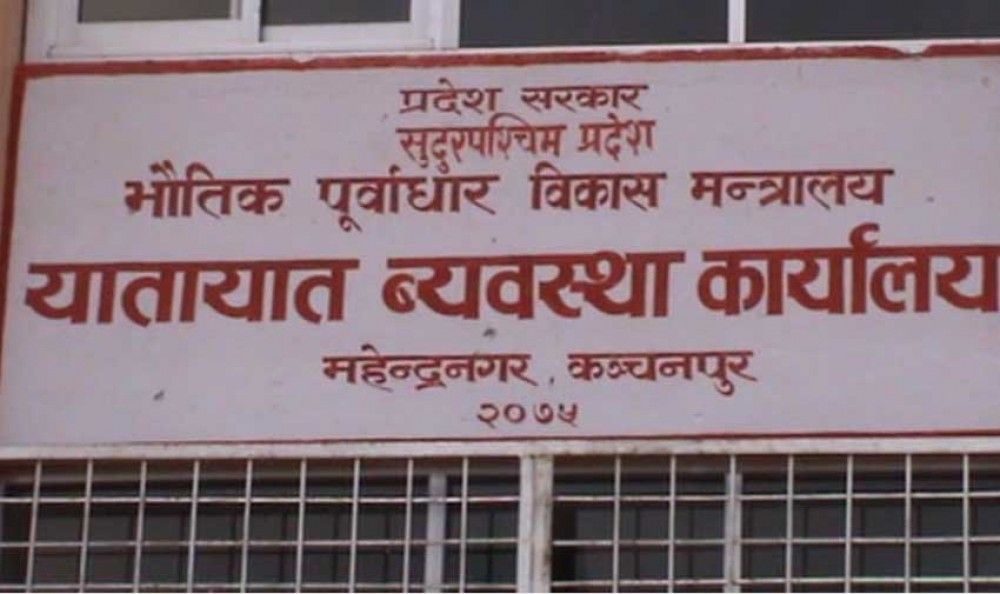 प्रदेश सरकार
सुदुरपश्चिम प्रदेश
भौतिक पूर्वाधार विकास मन्त्रालय
यातायात ब्यवस्था कार्यालय
महेन्द्रनगर, कञ्चनपुर
२०७५